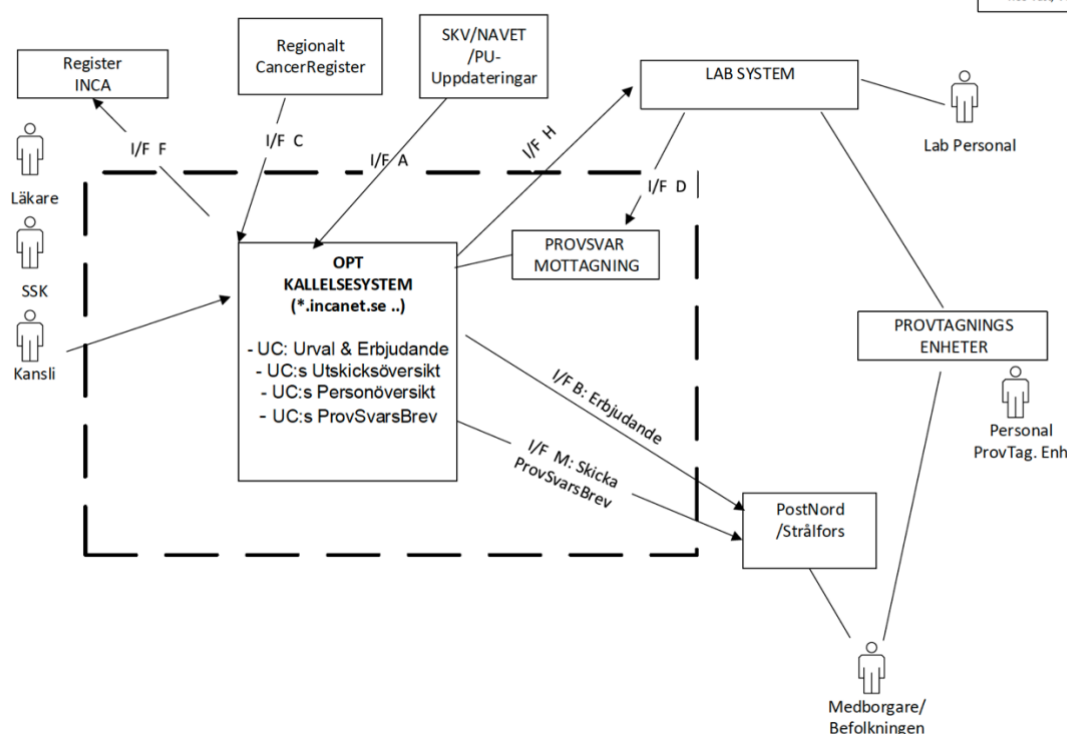 Register
INCA
Regionalt
CancerRegister
SKV/NAVET
/PU-
Uppdateringar
LAB SYSTEM
Lab Personal
I/F F
I/F C
I/F A
I/F H
I/F D
Läkare
SSK
Kansli
OPT
KALLELSESYSTEM
(*.incanet.se ..)
- UC: Urval & Erbjudande
- UC:s Utskicksöversikt
- UC:s Personöversikt
- UC:s ProvSvarsBrev
PROVSVAR
MOTTAGNING
PROVTAGNINGS
ENHETER
Personal
ProvTag. Enh
I/F B: Erbjudande
I/F M: Skicka
ProvSvarsBrev
PostNord
/Strålfors
Medborgare/
Befolkningen